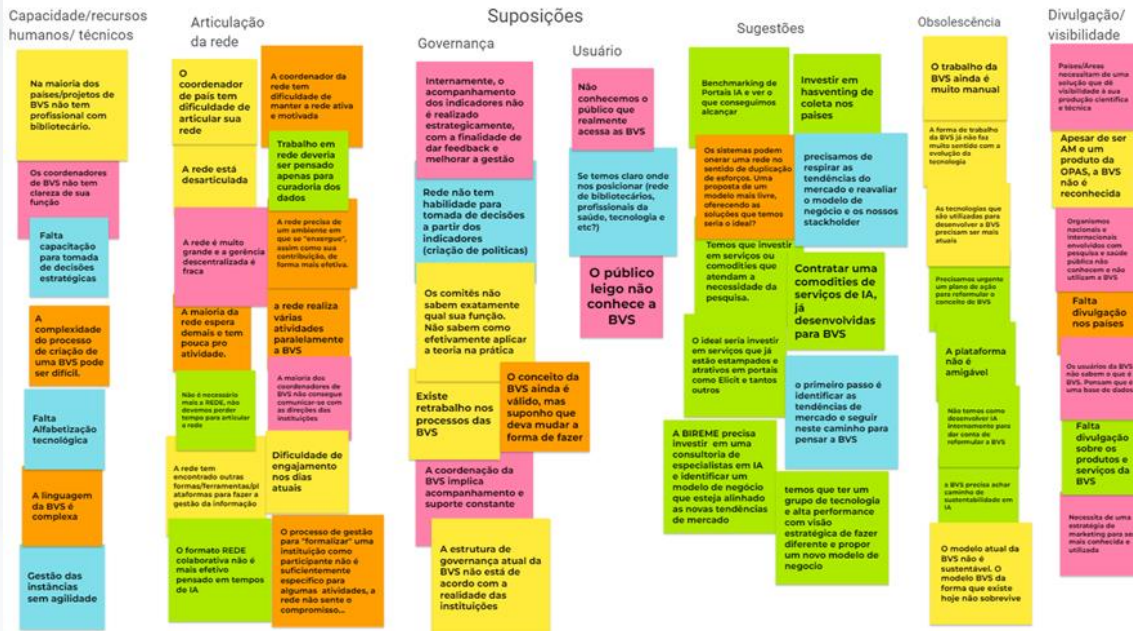 Capacidade/recursos
humanos/ técnicos
Na maioria dos
países/projetos de
BVS não tem
profissional com
bibliotecário.
Os coordenadores
de BVS não tem
clareza de sua
função
Falta
capacitação
para tomada
de decisões
estratégicas
A
complexidade
do processo
de criação de
uma BVS pode
ser difícil.
Falta
Alfabetização
tecnológica
A linguagem
da BVS é
complexa
Gestão das
instâncias
sem agilidade
Articulação
da rede
O
coordenador
de país tem
dificuldade de
articular sua
rede
A rede está
desarticulada
A rede é muito
grande e a gerência
descentralizada é
fraca
A maioria da
rede espera
demais e tem
pouca pro
atividade.
Não é necessário
mais a REDE, não
devemos perder
tempo para articular
a rede
A rede tem
encontrado outras
formas/ferramentas/pl
ataformas para fazer a
gestão da informação
O formato REDE
colaborativa não é
mais efetivo
pensado em tempos
de IA
A coordenação da
rede tem
dificuldade de
manter a rede ativa
e motivada
Trabalho em
rede deveria
ser pensado
apenas para
curadoria dos
dados
A rede precisa de
um ambiente em
que se "enxergue",
assim como sua
contribuição, de
forma mais efetiva.
a rede realiza
várias
atividades
paralelamente
a BVS
A maioria dos
coordenadores de
BVS não consegue
comunicar-se com
as direções das
instituições
Dificuldade de
engajamento
nos dias
atuais
O processo de gestão
para "formalizar" uma
instituição como
participante não é
suficientemente
específico para
algumas atividades, a
rede não sente o
compromisso...
Suposições
Governança
Internamente, o
acompanhamento
dos indicadores não
é realizado
estrategicamente,
com a finalidade de
dar feedback e
melhorar a gestão
Rede não tem
habilidade para
tomada de decisões
a partir dos
indicadores
(criação de políticas)
Os comitês não
sabem exatamente
qual sua função.
Não sabem como
efetivamente aplicar
a teoria na prática
Existe
retrabalho nos
processos das
BVS
O conceito da
BVS ainda é
válido, mas
suponho que
deva mudar a
forma de fazer
A coordenação da
BVS implica
acompanhamento e
suporte constante
A estrutura de
governança atual da
BVS não está de
acordo com a
realidade das
instituições
Usuário
Não
conhecemos o
público que
realmente
acessa as BVS
Se temos claro onde
nos posicionar (rede
de bibliotecários,
profissionais da
saúde, tecnologia e
etc?)
O público
leigo não
conhece a
BVS
Sugestões
Benchmarking de
Portais IA e ver o
que conseguimos
alcançar
Os sistemas podem
onerar uma rede no
sentido de duplicação
de esforços. Uma
proposta de um
modelo mais livre,
oferecendo as
soluções que temos
seria o ideal?
Temos que investir
em serviços ou
comodities que
atendam a
necessidade da
pesquisa.
O ideal seria investir
em serviços que já
estão estampados e
atrativos em portais
como Elicit e tantos
outros
A BIREME precisa
investir em uma
consultoria de
especialistas em IA
e identificar um
modelo de negócio
que esteja alinhado
as novas tendências
de mercado
Investir em
hasventing de
coleta nos
paises
precisamos de
respirar as
tendências do
mercado e reavaliar
o modelo de
negócio e os nossos
stackholder
Contratar uma
comodities de
serviços de IA,
já
desenvolvidas
para BVS
o primeiro passo é
identificar as
tendências de
mercado e seguir
neste caminho para
pensar a BVS
temos que ter um
grupo de tecnologia
e alta performance
com visão
estratégica de fazer
diferente e propor
um novo modelo de
negocio
Obsolescência
O trabalho da
BVS ainda é
muito manual
A forma de trabalho
da BVS já não faz
muito sentido com a
evolução da
tecnologia
As tecnologias que
são utilizadas para
desenvolver a BVS
precisam ser mais
atuais
Precisamos urgente
um plano de ação
para reformular o
conceito de BVS
A plataforma
não é
amigável
Não temos como
desenvolver IA
internamente para
dar conta de
reformular a BVS
a BVS precisa achar
caminho de
sustentabilidade em
IA
O modelo atual da
BVS não é
sustentável. O
modelo BVS da
forma que existe
hoje não sobrevive
Divulgação/
visibilidade
Países/Áreas
necessitam de uma
solução que dê
visibilidade à sua
produção científica
e técnica
Apesar de ser
AM e um
produto da
OPAS, a BVS
não é
reconhecida
Organismos
nacionais e
internacionais
envolvidos com
pesquisa e saúde
pública não
conhecem e não
utilizam a BVS
Falta
divulgação
nos países
Os usuários da BVS
não sabem o que é
BVS. Pensam que é
uma base de dados
Falta
divulgação
sobre os
produtos e
serviços da
BVS
Necessita de uma
estratégia de
marketing para ser
mais conhecida e
utilizada